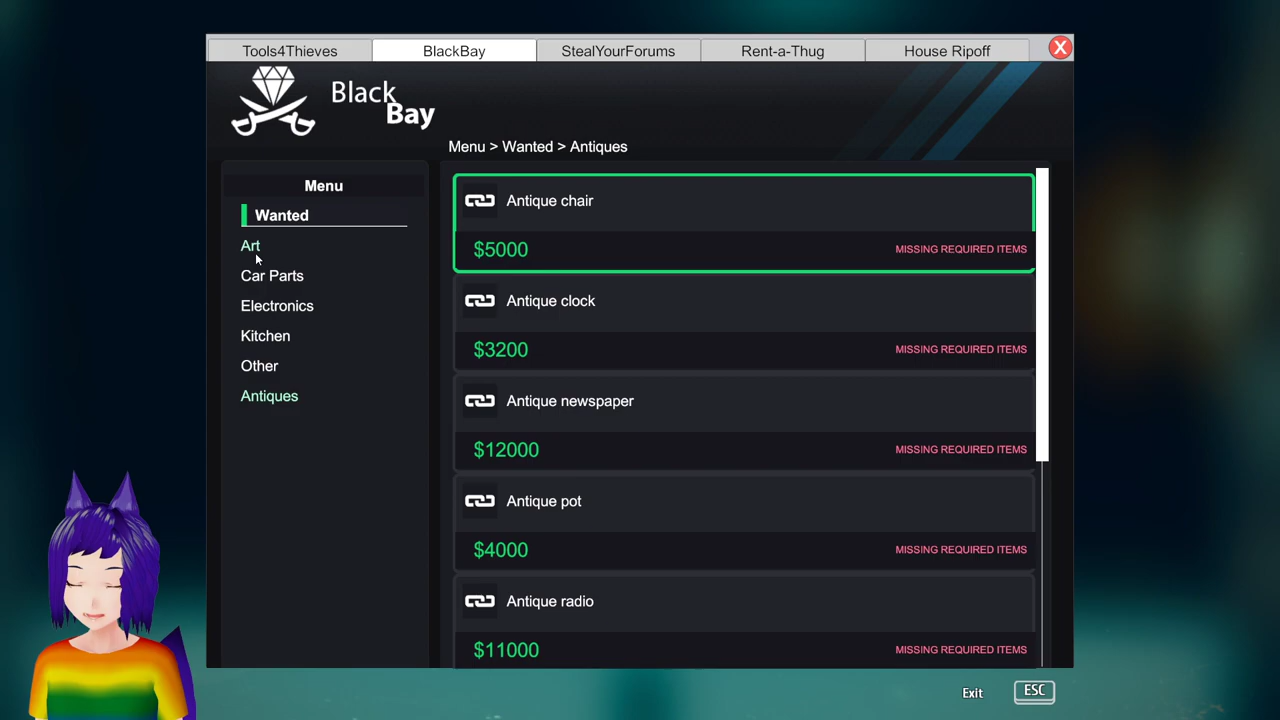 Tools4Thieves
BlackBay
StealYourForums
Rent-a-Thug
House Ripoff
X
Black
Bay
Menu > Wanted > Antiques
Menu
Wanted
Art
Car Parts
Electronics
Kitchen
Other
Antiques
Antique chair
$5000 MISSING REQUIRED ITEMS
Antique clock
$3200 MISSING REQUIRED ITEMS
Antique newspaper
$12000 MISSING REQUIRED ITEMS
Antique pot
$4000 MISSING REQUIRED ITEMS
Antique radio
$11000 MISSING REQUIRED ITEMS
Exit ESC